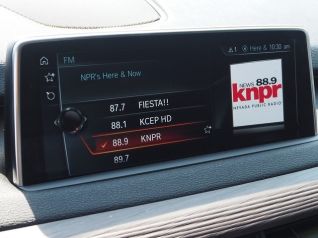 FM
1
Here & 10:30 am
NPR's Here & Now
87.7 FIESTA!!
88.1 KCEP HD
88.9 KNPR
89.7
NEWS 88.9
knpr
NEVADA PUBLIC RADIO